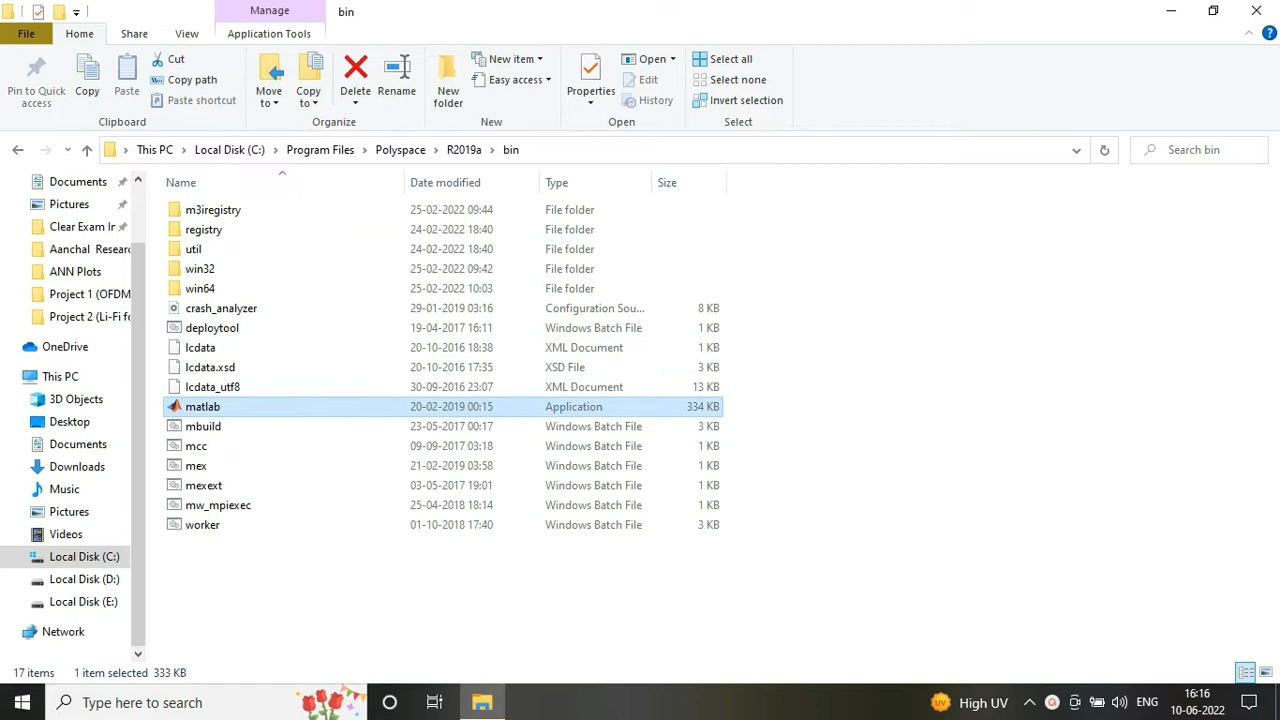 Manage
bin
File
Home
Share
View
Application Tools
Pin to Quick access
Copy
Paste
Cut
Copy path
Paste shortcut
Move to
Copy to
Delete
Rename
New folder
New item
Easy access
Properties
Open
Edit
History
Select all
Select none
Invert selection
Clipboard
Organize
New
Open
Select
This PC
Local Disk (C:)
Program Files
Polyspace
R2019a
bin
Search bin
Documents
Pictures
Clear Exam Ir
Aanchal Researc
ANN Plots
Project 1 (OFDM
Project 2 (Li-Fi fo
OneDrive
This PC
3D Objects
Desktop
Documents
Downloads
Music
Pictures
Videos
Local Disk (C:)
Local Disk (D:)
Local Disk (E:)
Network
Name Date modified Type Size
m3iregistry 25-02-2022 09:44 File folder
registry 24-02-2022 18:40 File folder
util 24-02-2022 18:40 File folder
win32 25-02-2022 09:42 File folder
win64 25-02-2022 10:03 File folder
crash_analyzer 29-01-2019 03:16 Configuration Sou... 8 KB
deploytool 19-04-2017 16:11 Windows Batch File 1 KB
lcdata 20-10-2016 18:38 XML Document 1 KB
lcdata.xsd 20-10-2016 17:35 XSD File 3 KB
lcdata_utf8 30-09-2016 23:07 XML Document 13 KB
matlab 20-02-2019 00:15 Application 334 KB
mbuild 23-05-2017 00:17 Windows Batch File 3 KB
mcc 09-09-2017 03:18 Windows Batch File 1 KB
mex 21-02-2019 03:58 Windows Batch File 1 KB
mexext 03-05-2017 19:01 Windows Batch File 1 KB
mw_mpiexec 25-04-2018 18:14 Windows Batch File 1 KB
worker 01-10-2018 17:40 Windows Batch File 3 KB
17 items 1 item selected 333 KB
Type here to search
UV
High UV
ENG
16:16
10-06-2022